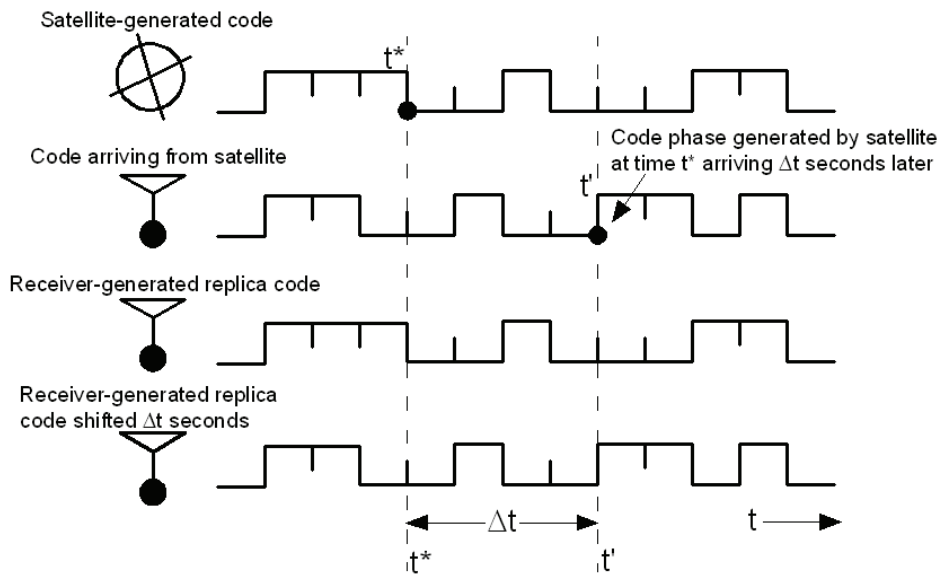 Satellite-generated code
t*
Code phase generated by satellite
at time t* arriving Δt seconds later
Code arriving from satellite
t'
Receiver-generated replica code
Receiver-generated replica
code shifted Δt seconds
Δt
t
t*
t'